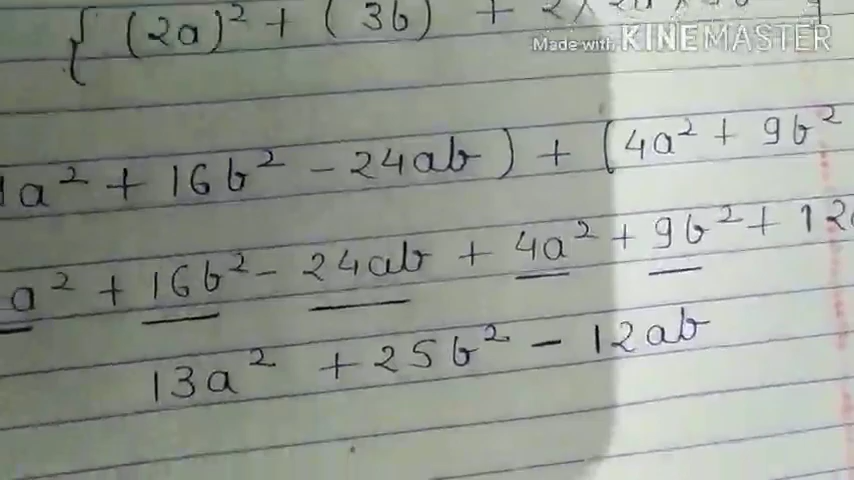 { (2a)² + (3b) + 2
Made with KINEMASTER
a² + 16b² - 24ab) + (4a² + 9b²
a² + 16b² - 24ab + 4a² + 9b² + 12
13a² + 25b² - 12ab